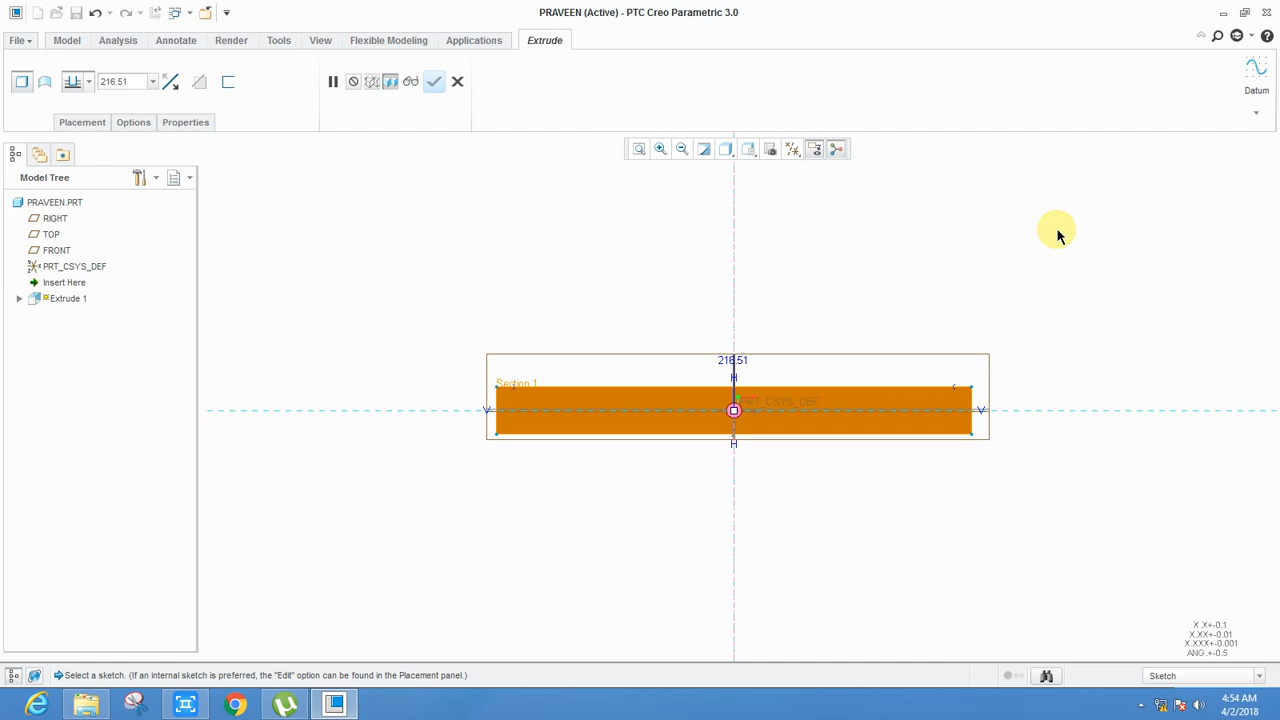 PRAVEEN (Active) - PTC Creo Parametric 3.0
File Model Analysis Annotate Render Tools View Flexible Modeling Applications Extrude
216.51
Datum
Placement Options Properties
Model Tree
PRAVEEN.PRT
RIGHT
TOP
FRONT
PRT_CSYS_DEF
Insert Here
Extrude 1
216.51
H
Section 1
PRT_CSYS_DEF
V V
H
X.X+-0.1
X.XX+-0.01
X.XXX+-0.001
ANG.+-0.5
Select a sketch. (If an internal sketch is preferred, the "Edit" option can be found in the Placement panel.)
Sketch
4:54 AM
4/2/2018